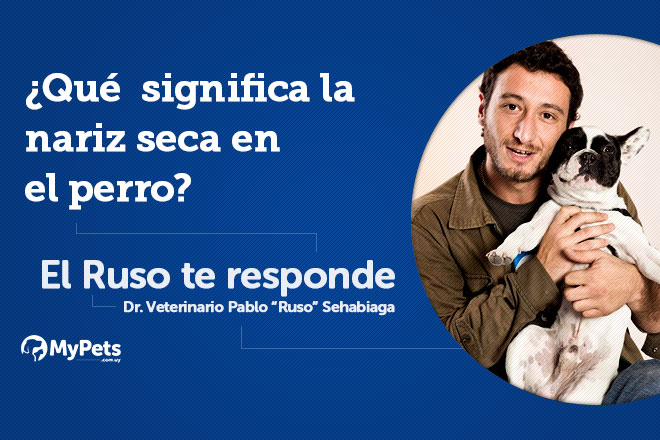 ¿Qué significa la
nariz seca en
el perro?
El Ruso te responde
Dr. Veterinario Pablo “Ruso” Sehabiaga
MyPets
.com.uy